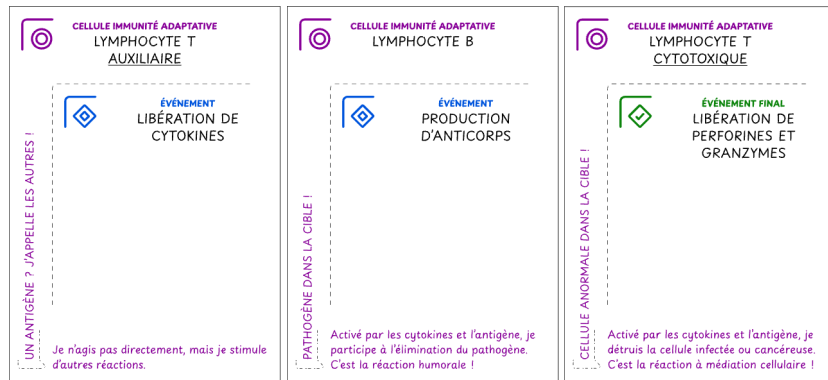 CELLULE IMMUNITÉ ADAPTATIVE
LYMPHOCYTE T
AUXILIAIRE
ÉVÉNEMENT
LIBÉRATION DE
CYTOKINES
UN ANTIGÈNE ? J'APPELLE LES AUTRES !
Je n'agis pas directement, mais je stimule
d'autres réactions.
CELLULE IMMUNITÉ ADAPTATIVE
LYMPHOCYTE B
ÉVÉNEMENT
PRODUCTION
D'ANTICORPS
PATHOGÈNE DANS LA CIBLE !
Activé par les cytokines et l'antigène, je
participe à l'élimination du pathogène.
C'est la réaction humorale !
CELLULE IMMUNITÉ ADAPTATIVE
LYMPHOCYTE T
CYTOTOXIQUE
ÉVÉNEMENT FINAL
LIBÉRATION DE
PERFORINES ET
GRANZYMES
CELLULE ANORMALE DANS LA CIBLE !
Activé par les cytokines et l'antigène, je
détruis la cellule infectée ou cancéreuse.
C'est la réaction à médiation cellulaire !